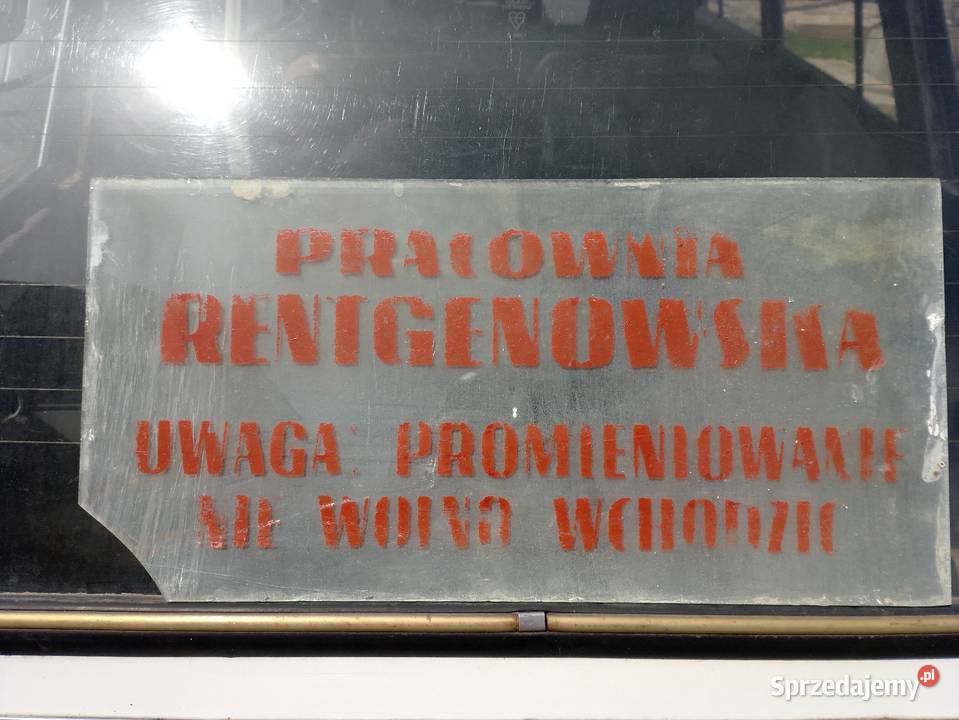 PRACOWNIA
RENTGENOWSKA
UWAGA: PROMIENIOWANIE
NIE WOLNO WCHODZIC
Sprzedajemy.pl